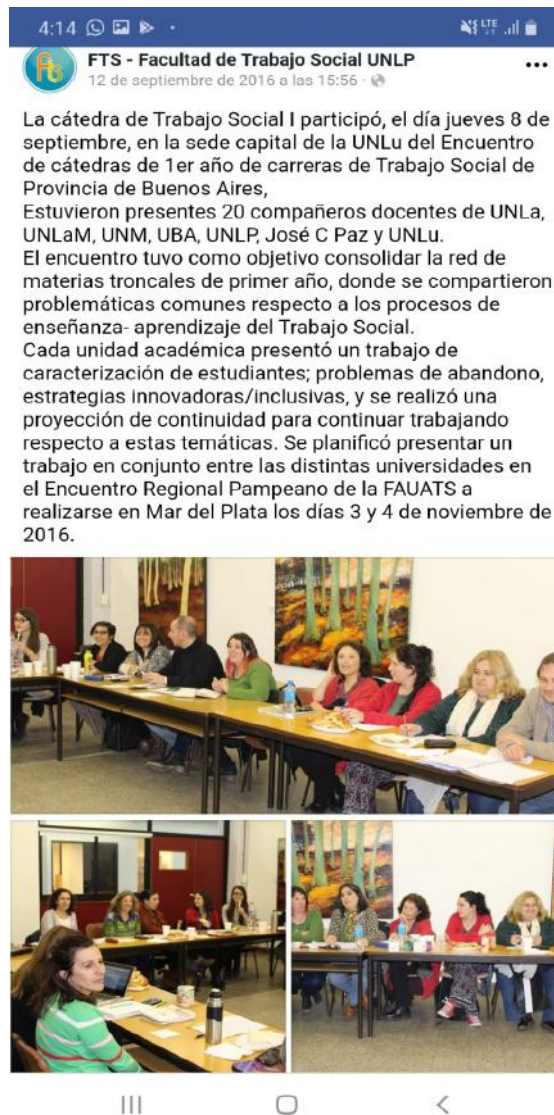 4:14
LTE
FTS - Facultad de Trabajo Social UNLP
12 de septiembre de 2016 a las 15:56 ·
La cátedra de Trabajo Social I participó, el día jueves 8 de
septiembre, en la sede capital de la UNLu del Encuentro
de cátedras de 1er año de carreras de Trabajo Social de
Provincia de Buenos Aires,
Estuvieron presentes 20 compañeros docentes de UNLa,
UNLaM, UNM, UBA, UNLP, José C Paz y UNLu.
El encuentro tuvo como objetivo consolidar la red de
materias troncales de primer año, donde se compartieron
problemáticas comunes respecto a los procesos de
enseñanza- aprendizaje del Trabajo Social.
Cada unidad académica presentó un trabajo de
caracterización de estudiantes; problemas de abandono,
estrategias innovadoras/inclusivas, y se realizó una
proyección de continuidad para continuar trabajando
respecto a estas temáticas. Se planificó presentar un
trabajo en conjunto entre las distintas universidades en
el Encuentro Regional Pampeano de la FAUATS a
realizarse en Mar del Plata los días 3 y 4 de noviembre de
2016.